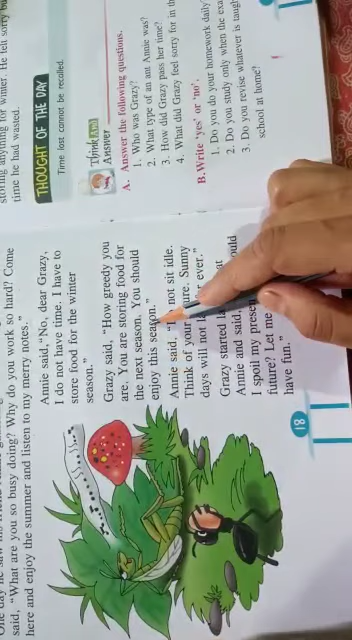 said, "What are you so busy doing? Why do you work so hard? Come
here and enjoy the summer and listen to my merry notes."
Annie said, "No, dear Grazy,
I do not have time. I have to
store food for the winter
season."
Grazy said, "How greedy you
are. You are storing food for
the next season. You should
enjoy this season."
Annie said, not sit idle.
Think of your Sunny
days will not ever."
Grazy started
Annie and said,
I spoil my
future? Let me
have fun."
81
storing anything for winter. He felt sorry
time he had wasted.
THOUGHT OF THE DAY
Time lost cannot be recalled.
Think And
Answer
A. Answer the following questions.
1. Who was Grazy?
2. What type of an ant Annie was?
3. How did Grazy pass her time?
4. What did Grazy feel sorry for in
B. Write 'yes' or 'no'.
1. Do you do your homework daily?
2. Do you study only when the
3. Do you revise whatever is
school at home?